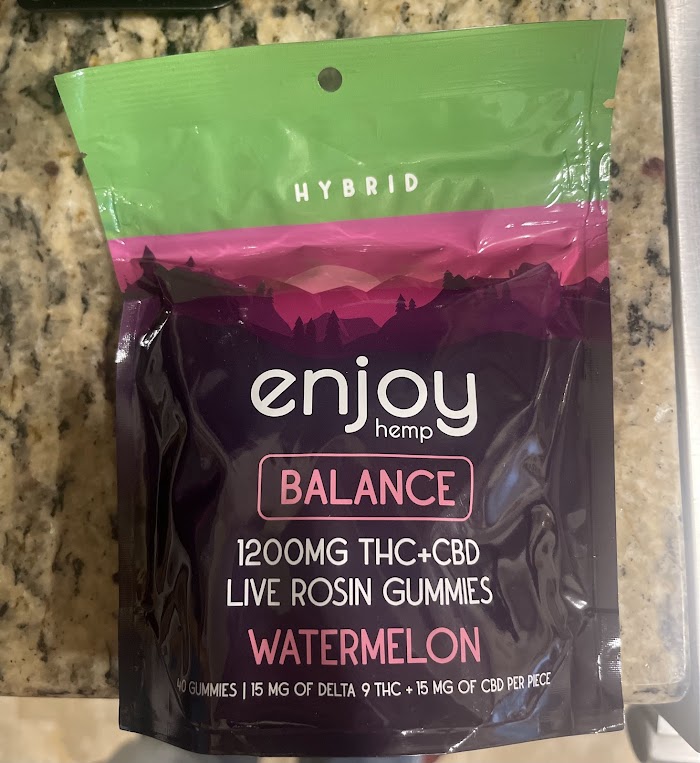 HYBRID
enjoy
hemp
BALANCE
1200MG THC+CBD
LIVE ROSIN GUMMIES
WATERMELON
40 GUMMIES | 15 MG OF DELTA 9 THC + 15 MG OF CBD PER PIECE